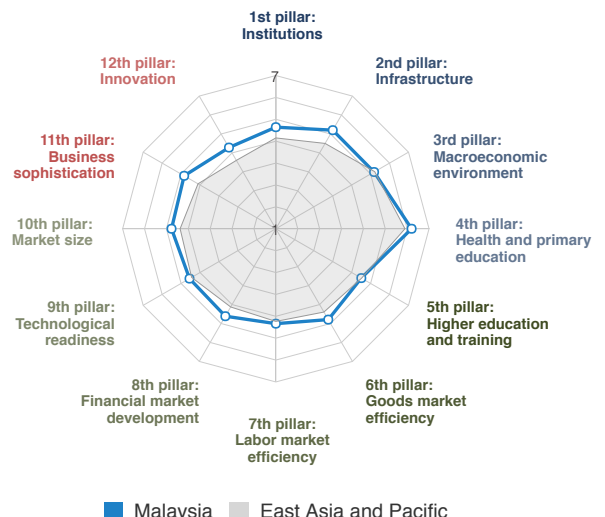 1st pillar:
Institutions
2nd pillar:
Infrastructure
3rd pillar:
Macroeconomic
environment
4th pillar:
Health and primary
education
5th pillar:
Higher education
and training
6th pillar:
Goods market
efficiency
7th pillar:
Labor market
efficiency
8th pillar:
Financial market
development
9th pillar:
Technological
readiness
10th pillar:
Market size
11th pillar:
Business
sophistication
12th pillar:
Innovation
7
1
Malaysia East Asia and Pacific